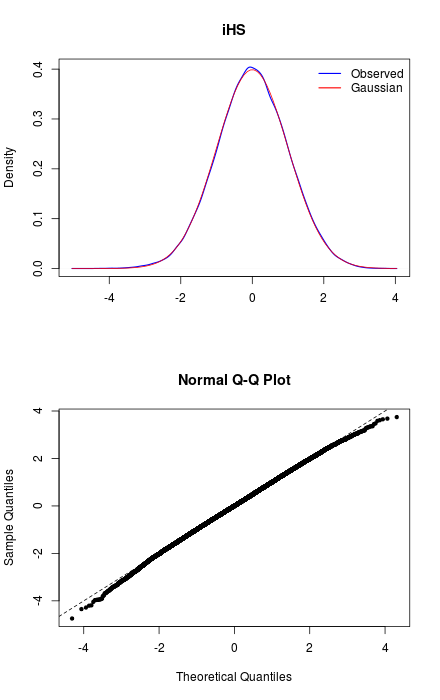 iHS
Density
0.0 0.1 0.2 0.3 0.4
-4 -2 0 2 4
Observed
Gaussian
Normal Q-Q Plot
Sample Quantiles
-4 -2 0 2 4
-4 -2 0 2 4
Theoretical Quantiles